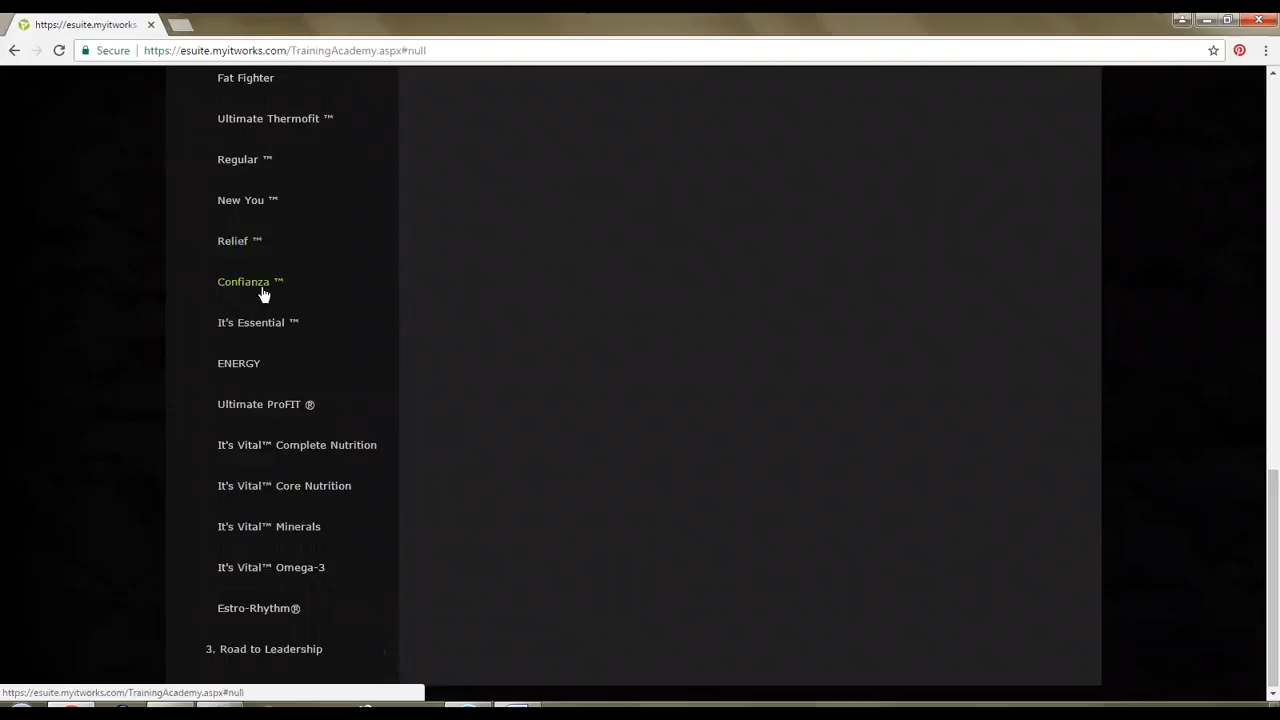 https://esuite.myitworks
Secure
https://esuite.myitworks.com/TrainingAcademy.aspx#null
Fat Fighter
Ultimate Thermofit ™
Regular ™
New You ™
Relief ™
Confianza ™
It's Essential ™
ENERGY
Ultimate ProFIT ®
It's Vital™ Complete Nutrition
It's Vital™ Core Nutrition
It's Vital™ Minerals
It's Vital™ Omega-3
Estro-Rhythm®
3. Road to Leadership
https://esuite.myitworks.com/TrainingAcademy.aspx#null